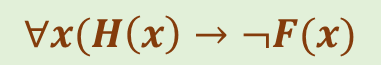 ∀x(H(x) → ¬F(x)